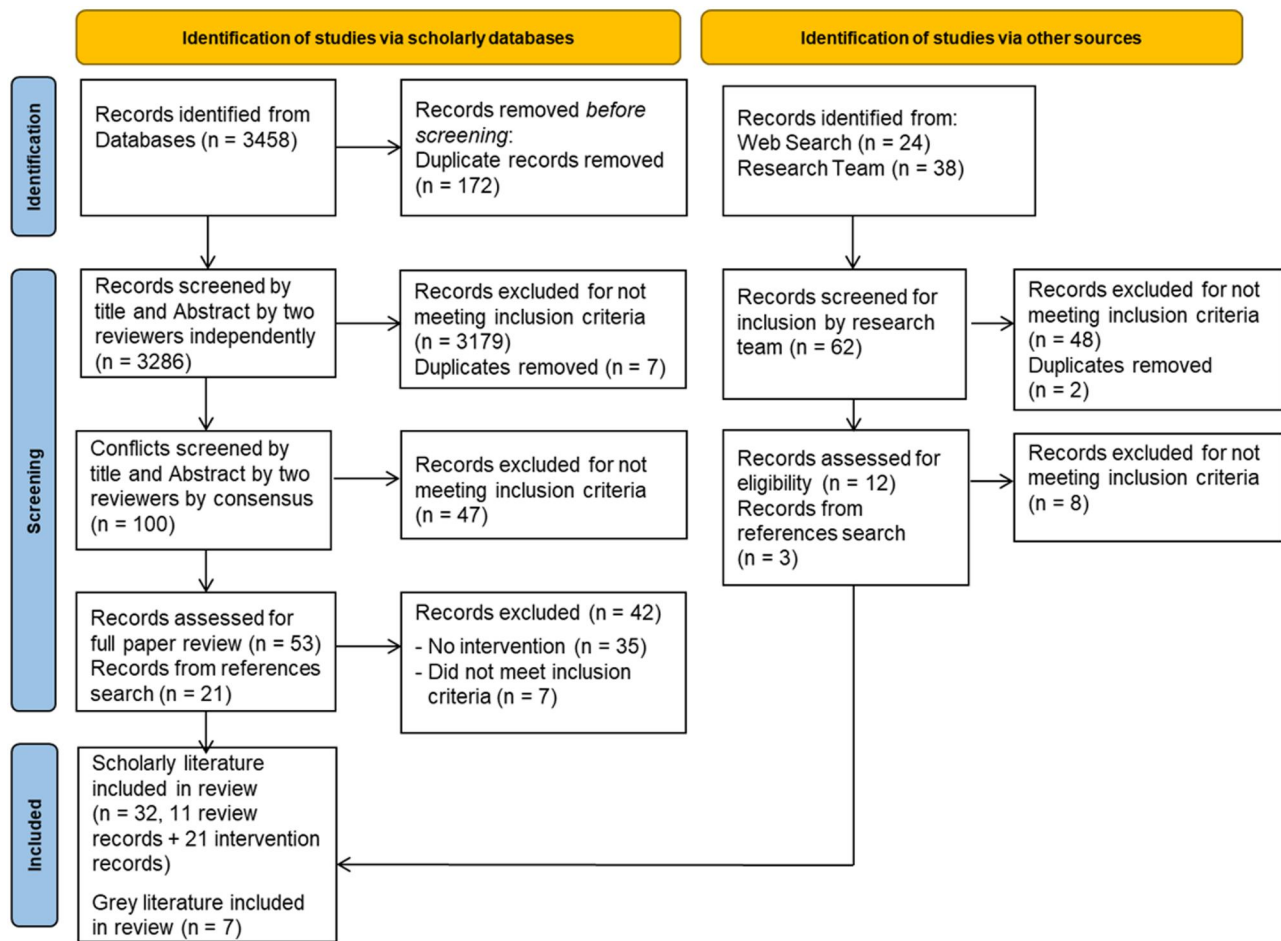 Identification of studies via scholarly databases
Identification of studies via other sources
Identification
Records identified from
Databases (n = 3458)
Records removed before
screening:
Duplicate records removed
(n = 172)
Records identified from:
Web Search (n = 24)
Research Team (n = 38)
Screening
Records screened by
title and Abstract by two
reviewers independently
(n = 3286)
Records excluded for not
meeting inclusion criteria
(n = 3179)
Duplicates removed (n = 7)
Records screened for
inclusion by research
team (n = 62)
Records excluded for not
meeting inclusion criteria
(n = 48)
Duplicates removed
(n = 2)
Conflicts screened by
title and Abstract by two
reviewers by consensus
(n = 100)
Records excluded for not
meeting inclusion criteria
(n = 47)
Records assessed for
eligibility (n = 12)
Records from
references search
(n = 3)
Records excluded for not
meeting inclusion criteria
(n = 8)
Records assessed for
full paper review (n = 53)
Records from references
search (n = 21)
Records excluded (n = 42)
- No intervention (n = 35)
- Did not meet inclusion
criteria (n = 7)
Included
Scholarly literature
included in review
(n = 32, 11 review
records + 21 intervention
records)
Grey literature included
in review (n = 7)